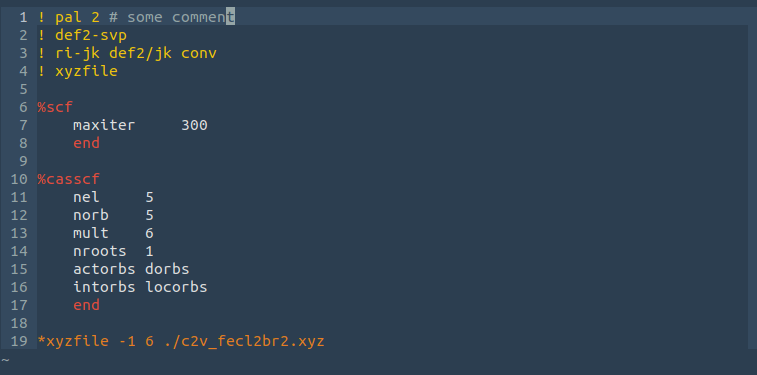 1 ! pal 2 # some comment
2 ! def2-svp
3 ! ri-jk def2/jk conv
4 ! xyzfile
5
6 %scf
7     maxiter     300
8     end
9
10 %casscf
11     nel     5
12     norb    5
13     mult    6
14     nroots  1
15     actorbs dorbs
16     intorbs locorbs
17     end
18
19 *xyzfile -1 6 ./c2v_fecl2br2.xyz
~